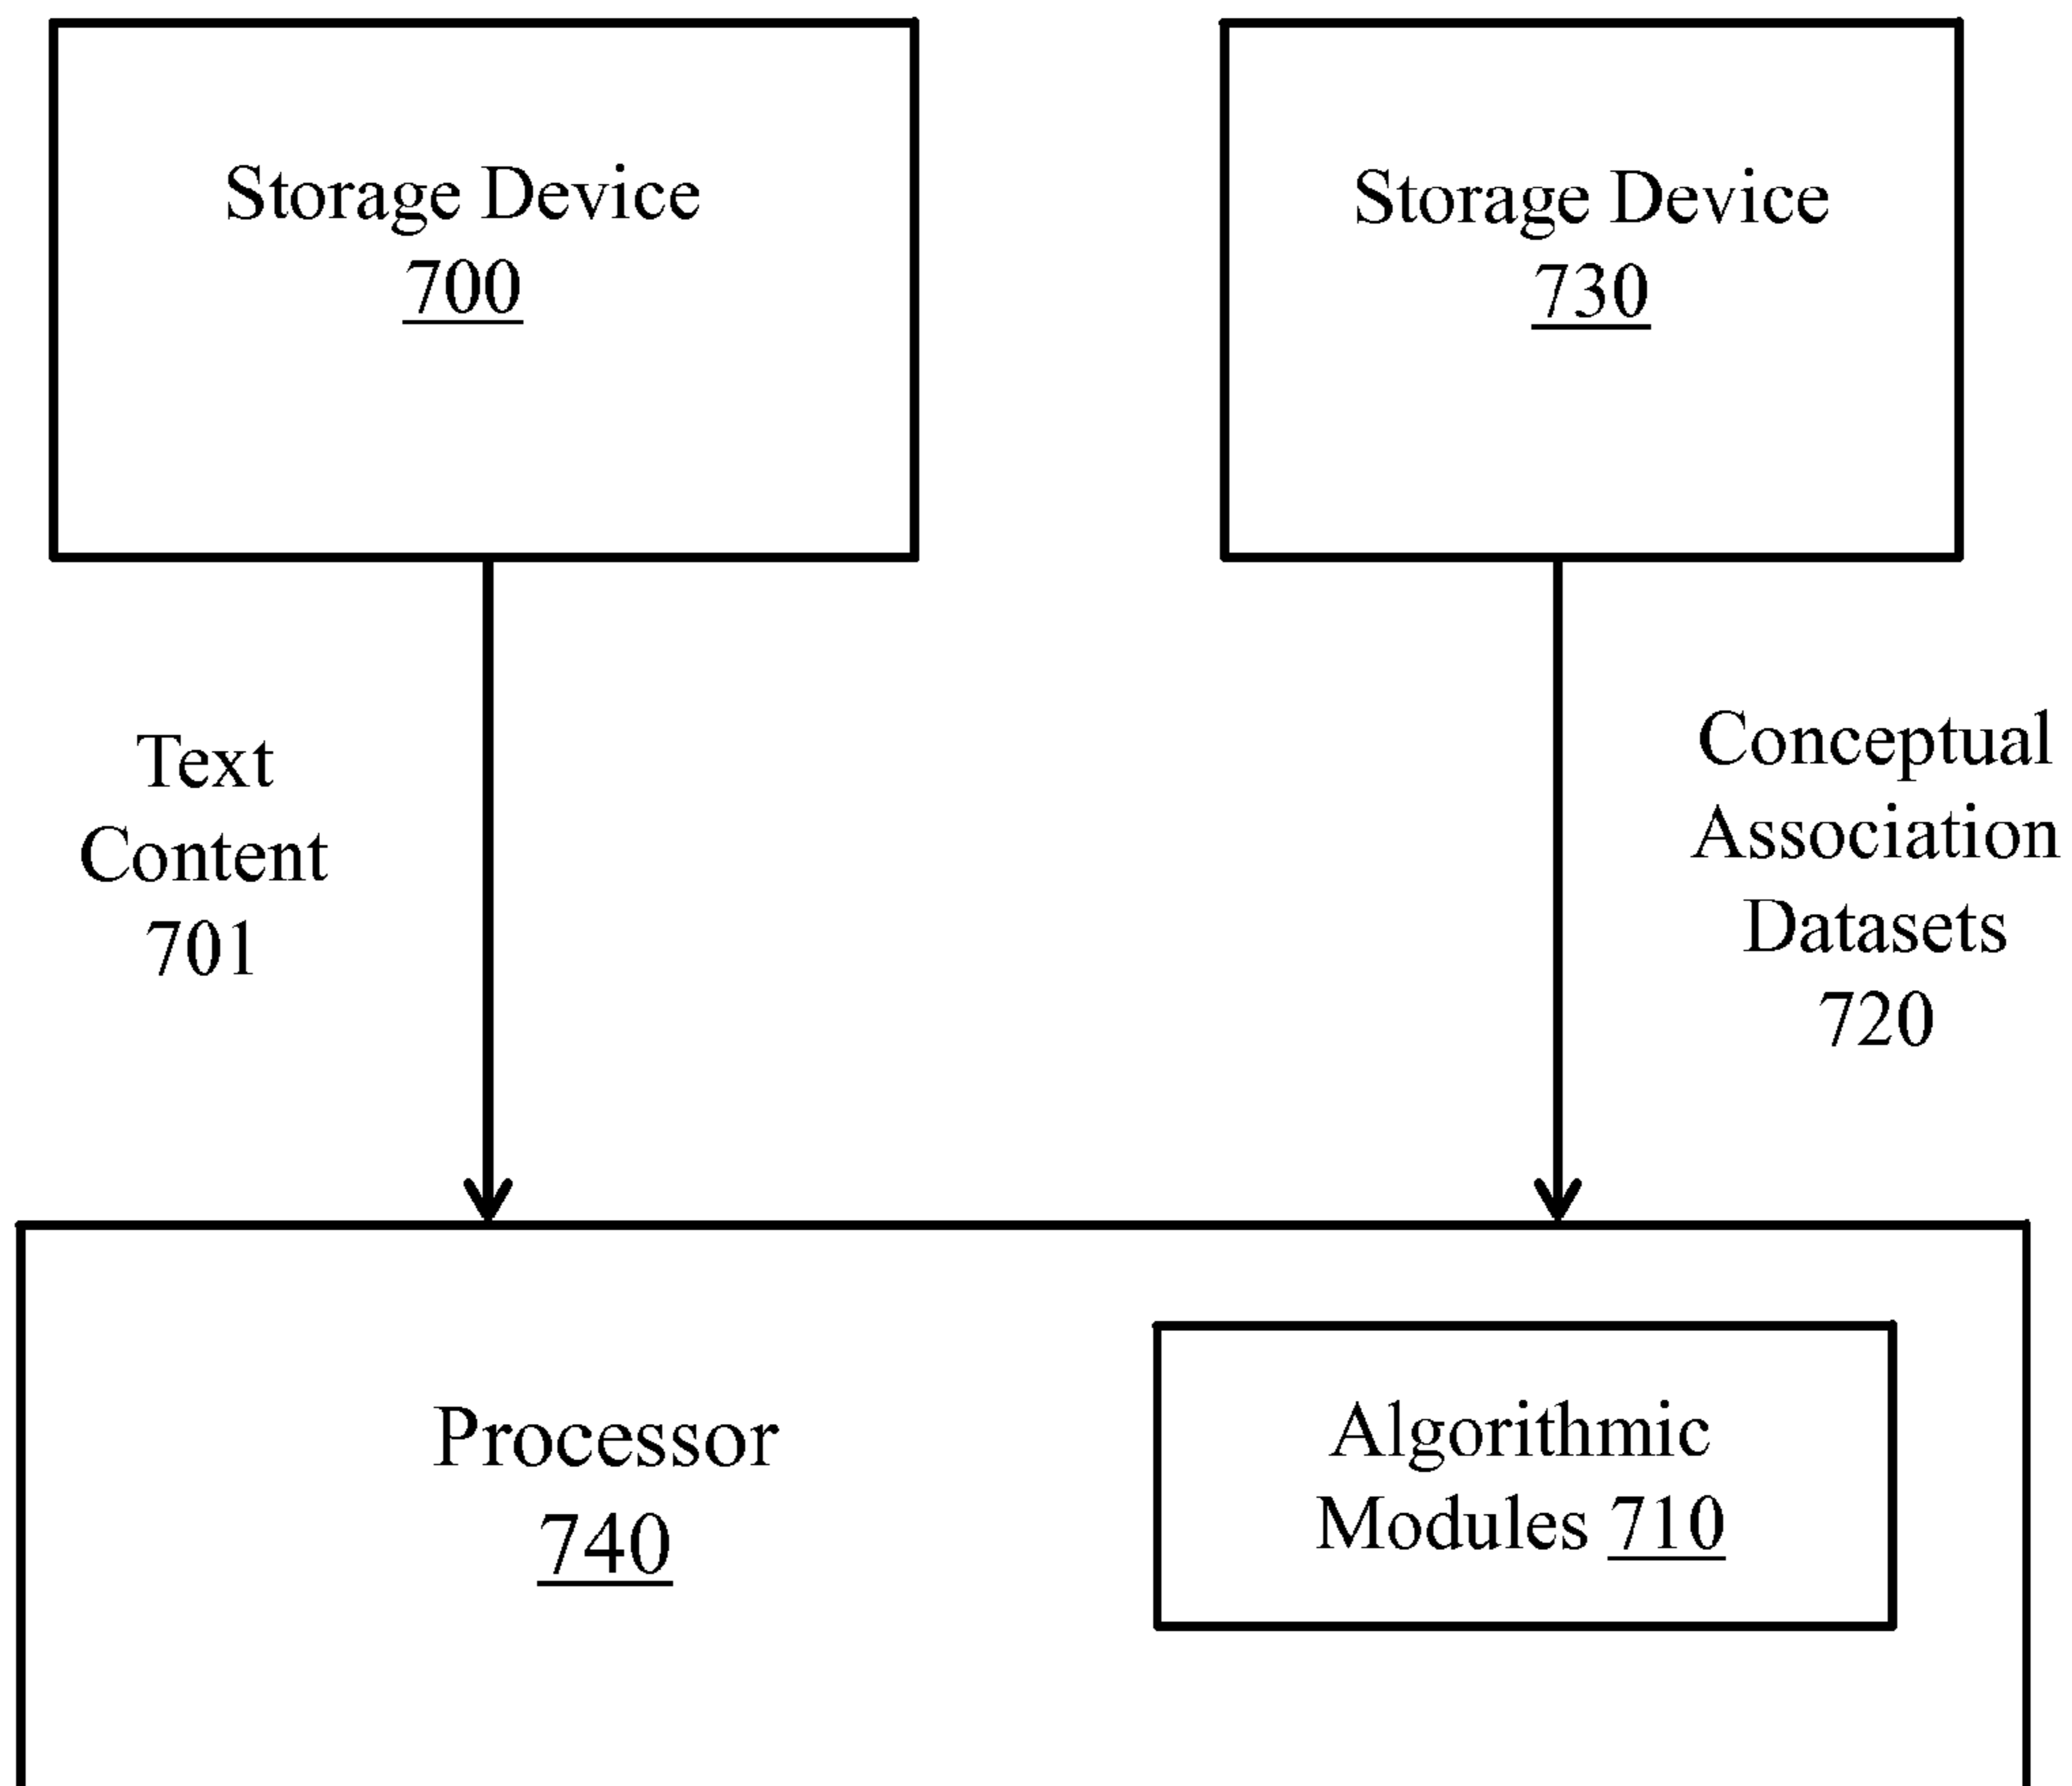 Storage Device
700
Storage Device
730
Text
Content
701
Conceptual
Association
Datasets
720
Processor
740
Algorithmic
Modules 710